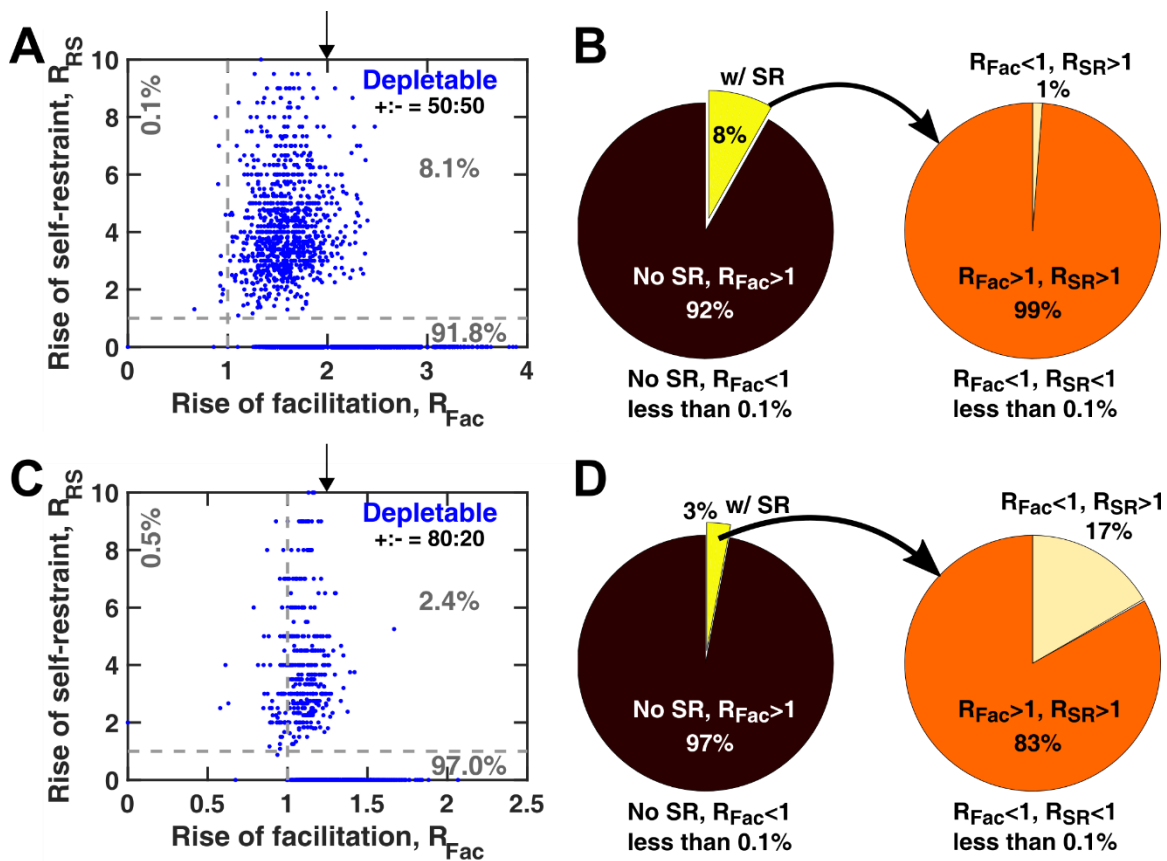 A
Rise of self-restraint, R_RS
10
8
6
4
2
0
0.1%
Depletable
+:- = 50:50
8.1%
91.8%
0 1 2 3 4
Rise of facilitation, R_Fac
B
w/ SR
8%
No SR, R_Fac>1
92%
No SR, R_Fac<1
less than 0.1%
R_Fac<1, R_SR>1
1%
R_Fac>1, R_SR>1
99%
R_Fac<1, R_SR<1
less than 0.1%
C
Rise of self-restraint, R_RS
10
8
6
4
2
0
0.5%
Depletable
+:- = 80:20
2.4%
97.0%
0 0.5 1 1.5 2 2.5
Rise of facilitation, R_Fac
D
3% w/ SR
No SR, R_Fac>1
97%
No SR, R_Fac<1
less than 0.1%
R_Fac<1, R_SR>1
17%
R_Fac>1, R_SR>1
83%
R_Fac<1, R_SR<1
less than 0.1%